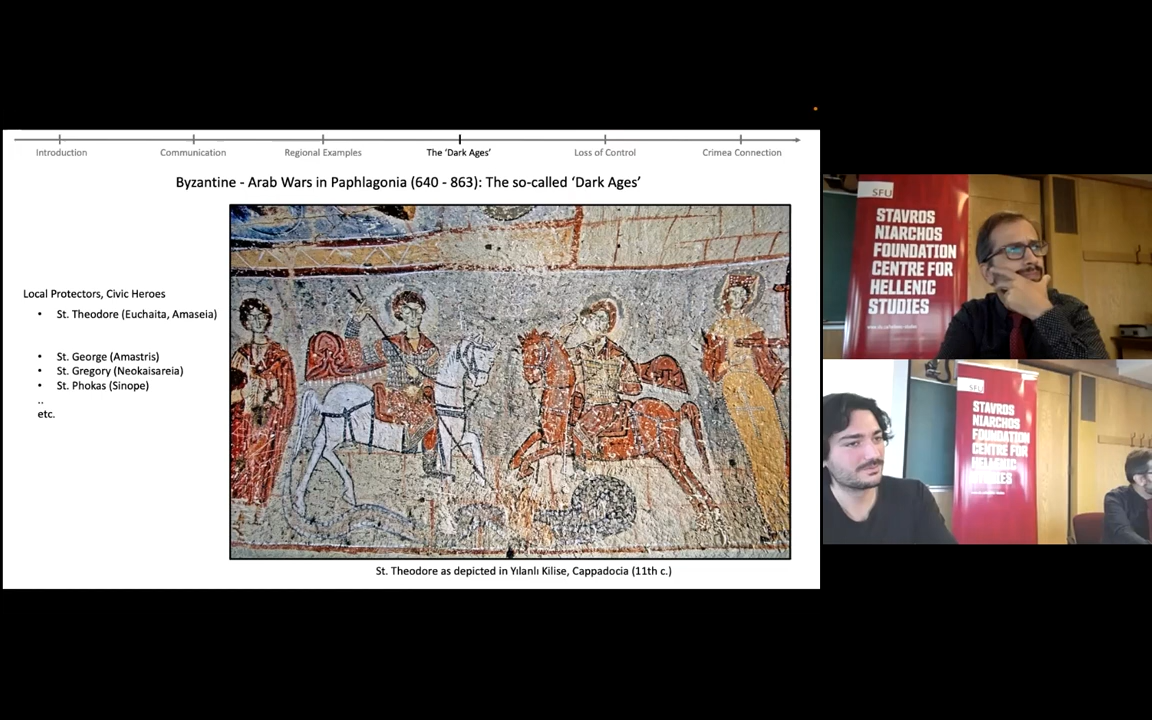 Introduction
Communication
Regional Examples
The 'Dark Ages'
Loss of Control
Crimea Connection
Byzantine - Arab Wars in Paphlagonia (640 - 863): The so-called 'Dark Ages'
Local Protectors, Civic Heroes
• St. Theodore (Euchaita, Amaseia)
• St. George (Amastris)
• St. Gregory (Neokaisareia)
• St. Phokas (Sinope)
..
etc.
St. Theodore as depicted in Yılanlı Kilise, Cappadocia (11th c.)
SFU
STAVROS
NIARCHOS
FOUNDATION
CENTRE FOR
HELLENIC
STUDIES
SFU
STAVROS
NIARCHOS
FOUNDATION
CENTRE FOR
HELLENIC
STUDIES